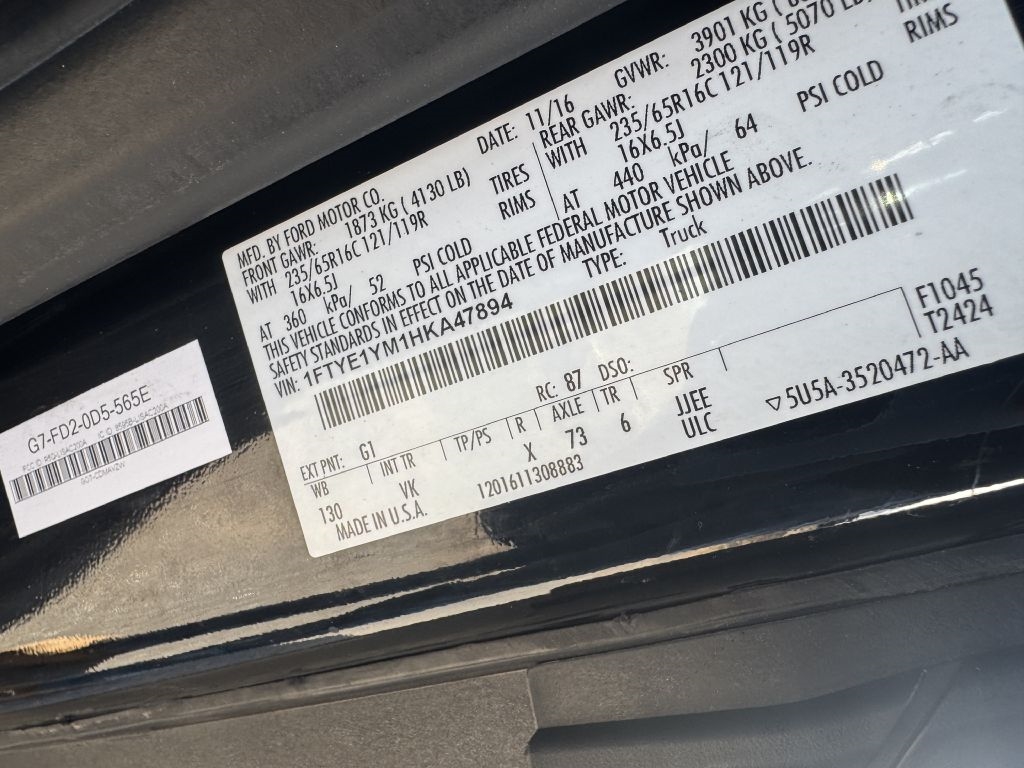 MFD. BY FORD MOTOR CO.
DATE: 11/16 GVWR: 3901 KG (
FRONT GAWR: 1873 KG ( 4130 LB) REAR GAWR: 2300 KG ( 5070 LB)
WITH 235/65R16C 121/119R TIRES WITH 235/65R16C 121/119R
16X6.5J RIMS 16X6.5J RIMS
AT 360 kPa/ 52 PSI COLD AT 440 kPa/ 64 PSI COLD
THIS VEHICLE CONFORMS TO ALL APPLICABLE FEDERAL MOTOR VEHICLE
SAFETY STANDARDS IN EFFECT ON THE DATE OF MANUFACTURE SHOWN ABOVE.
VIN: 1FTYE1YM1HKA47894 TYPE: Truck
F1045
T2424
EXT PNT: G1 RC: 87 DSO:
WB INT TR TP/PS R AXLE TR SPR
130 VK X 73 6 JJEE
ULC
MADE IN U.S.A. 1201611308883
▽5U5A-3520472-AA
G7-FD2-0D5-565E
GO7-CDMAVZW